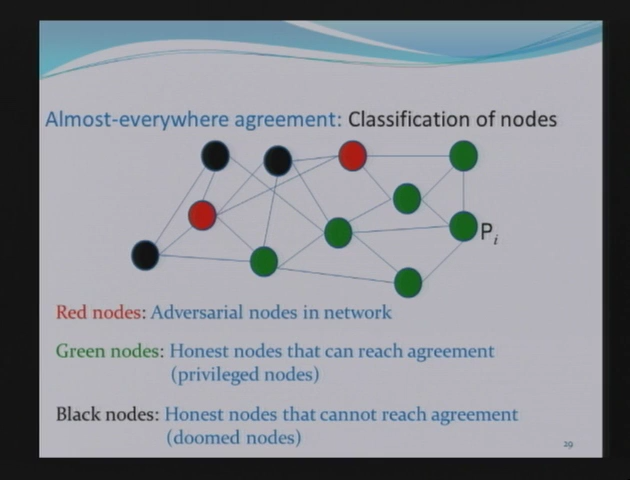 Almost-everywhere agreement: Classification of nodes
Pi
Red nodes: Adversarial nodes in network
Green nodes: Honest nodes that can reach agreement
(privileged nodes)
Black nodes: Honest nodes that cannot reach agreement
(doomed nodes)
29